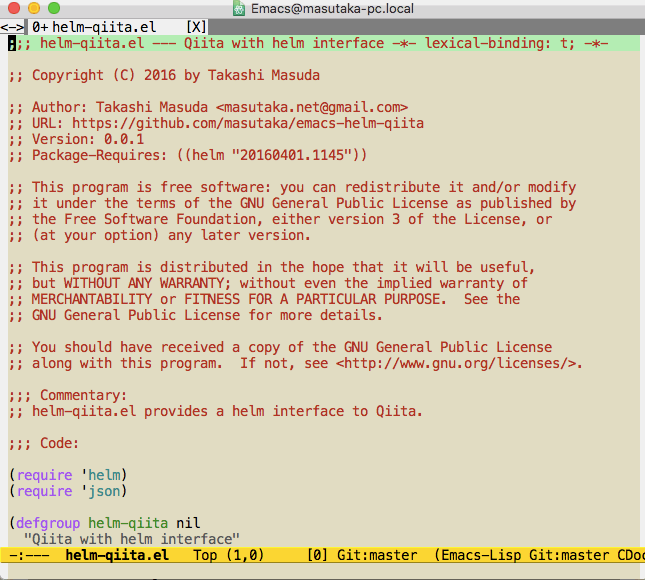 Emacs@masutaka-pc.local
<—> 0+ helm-qiita.el [X]
;;; helm-qiita.el --- Qiita with helm interface -*- lexical-binding: t; -*-
;; Copyright (C) 2016 by Takashi Masuda
;; Author: Takashi Masuda <masutaka.net@gmail.com>
;; URL: https://github.com/masutaka/emacs-helm-qiita
;; Version: 0.0.1
;; Package-Requires: ((helm "20160401.1145"))
;; This program is free software: you can redistribute it and/or modify
;; it under the terms of the GNU General Public License as published by
;; the Free Software Foundation, either version 3 of the License, or
;; (at your option) any later version.
;; This program is distributed in the hope that it will be useful,
;; but WITHOUT ANY WARRANTY; without even the implied warranty of
;; MERCHANTABILITY or FITNESS FOR A PARTICULAR PURPOSE.  See the
;; GNU General Public License for more details.
;; You should have received a copy of the GNU General Public License
;; along with this program.  If not, see <http://www.gnu.org/licenses/>.
;;; Commentary:
;; helm-qiita.el provides a helm interface to Qiita.
;;; Code:
(require 'helm)
(require 'json)
(defgroup helm-qiita nil
  "Qiita with helm interface"
-:---  helm-qiita.el   Top (1,0)     [0] Git:master  (Emacs-Lisp Git:master CDoc